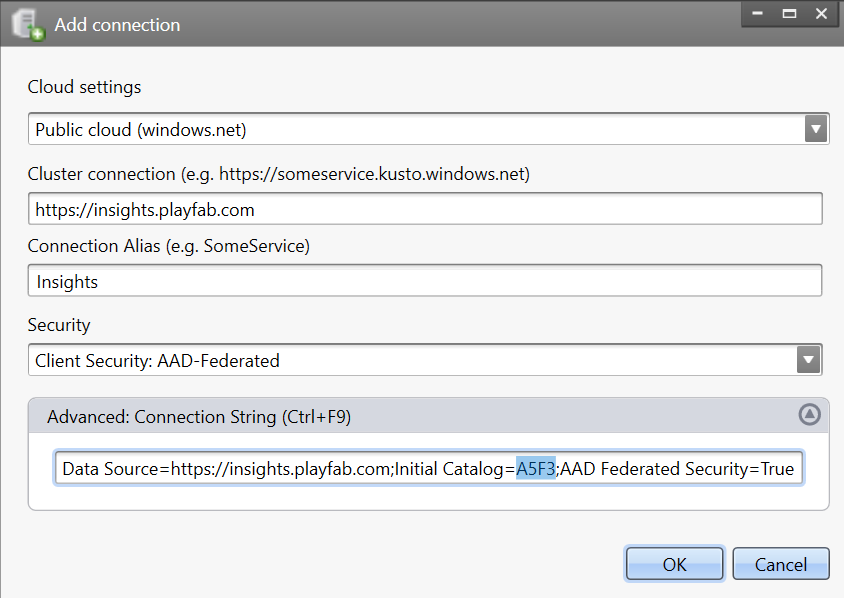 Add connection
Cloud settings
Public cloud (windows.net)
Cluster connection (e.g. https://someservice.kusto.windows.net)
https://insights.playfab.com
Connection Alias (e.g. SomeService)
Insights
Security
Client Security: AAD-Federated
Advanced: Connection String (Ctrl+F9)
Data Source=https://insights.playfab.com;Initial Catalog=A5F3;AAD Federated Security=True
OK Cancel